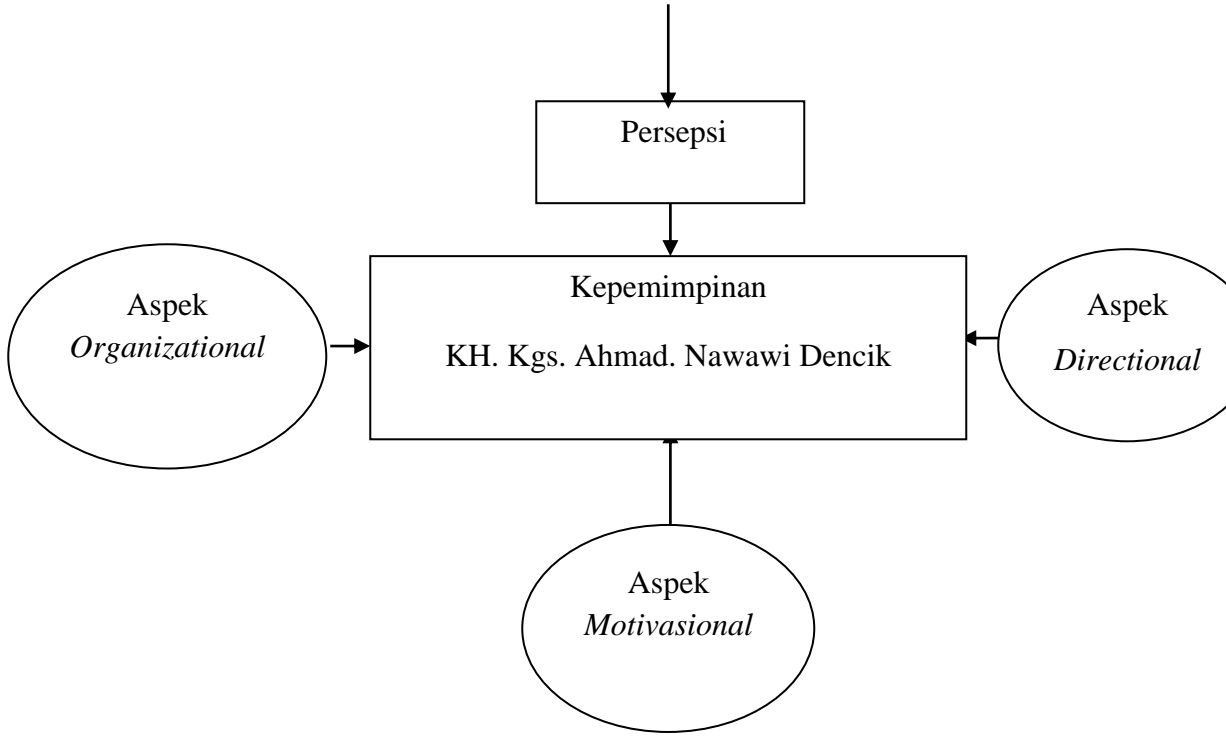 Persepsi
Kepemimpinan
KH. Kgs. Ahmad. Nawawi Dencik
Aspek
Organizational
Aspek
Directional
Aspek
Motivasional